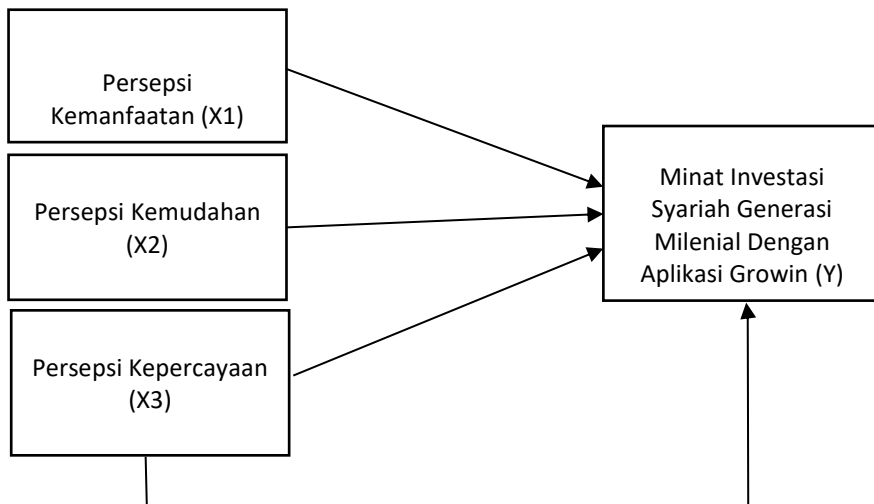 Persepsi
Kemanfaatan (X1)
Persepsi Kemudahan
(X2)
Persepsi Kepercayaan
(X3)
Minat Investasi
Syariah Generasi
Milenial Dengan
Aplikasi Growin (Y)